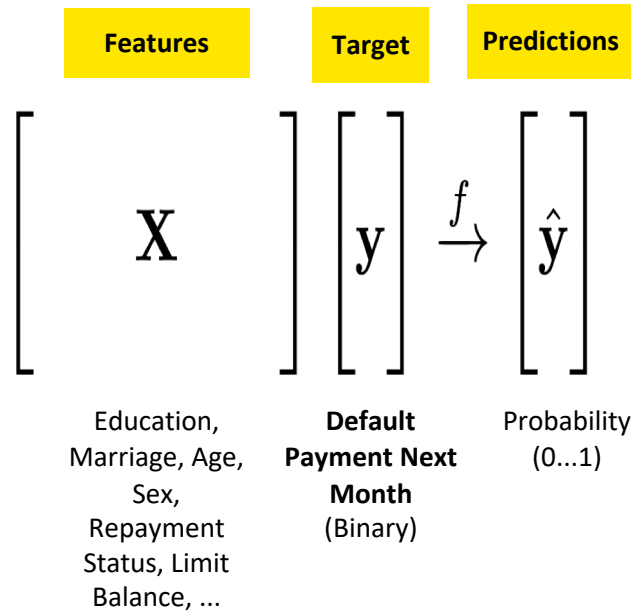 Features Target Predictions
X y f → ŷ
Education,
Marriage, Age,
Sex,
Repayment
Status, Limit
Balance, ...
Default
Payment Next
Month
(Binary)
Probability
(0...1)